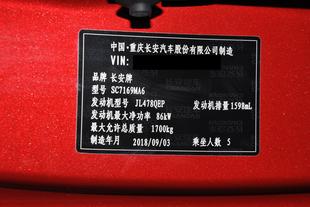 中国·重庆长安汽车股份有限公司制造
VIN:
品牌 长安牌
型号 SC7169MA6
发动机型号 JL478QEP 发动机排量 1598mL
发动机最大净功率 86kW
最大允许总质量 1700kg
制造年月 2018/09/03 乘坐人数 5